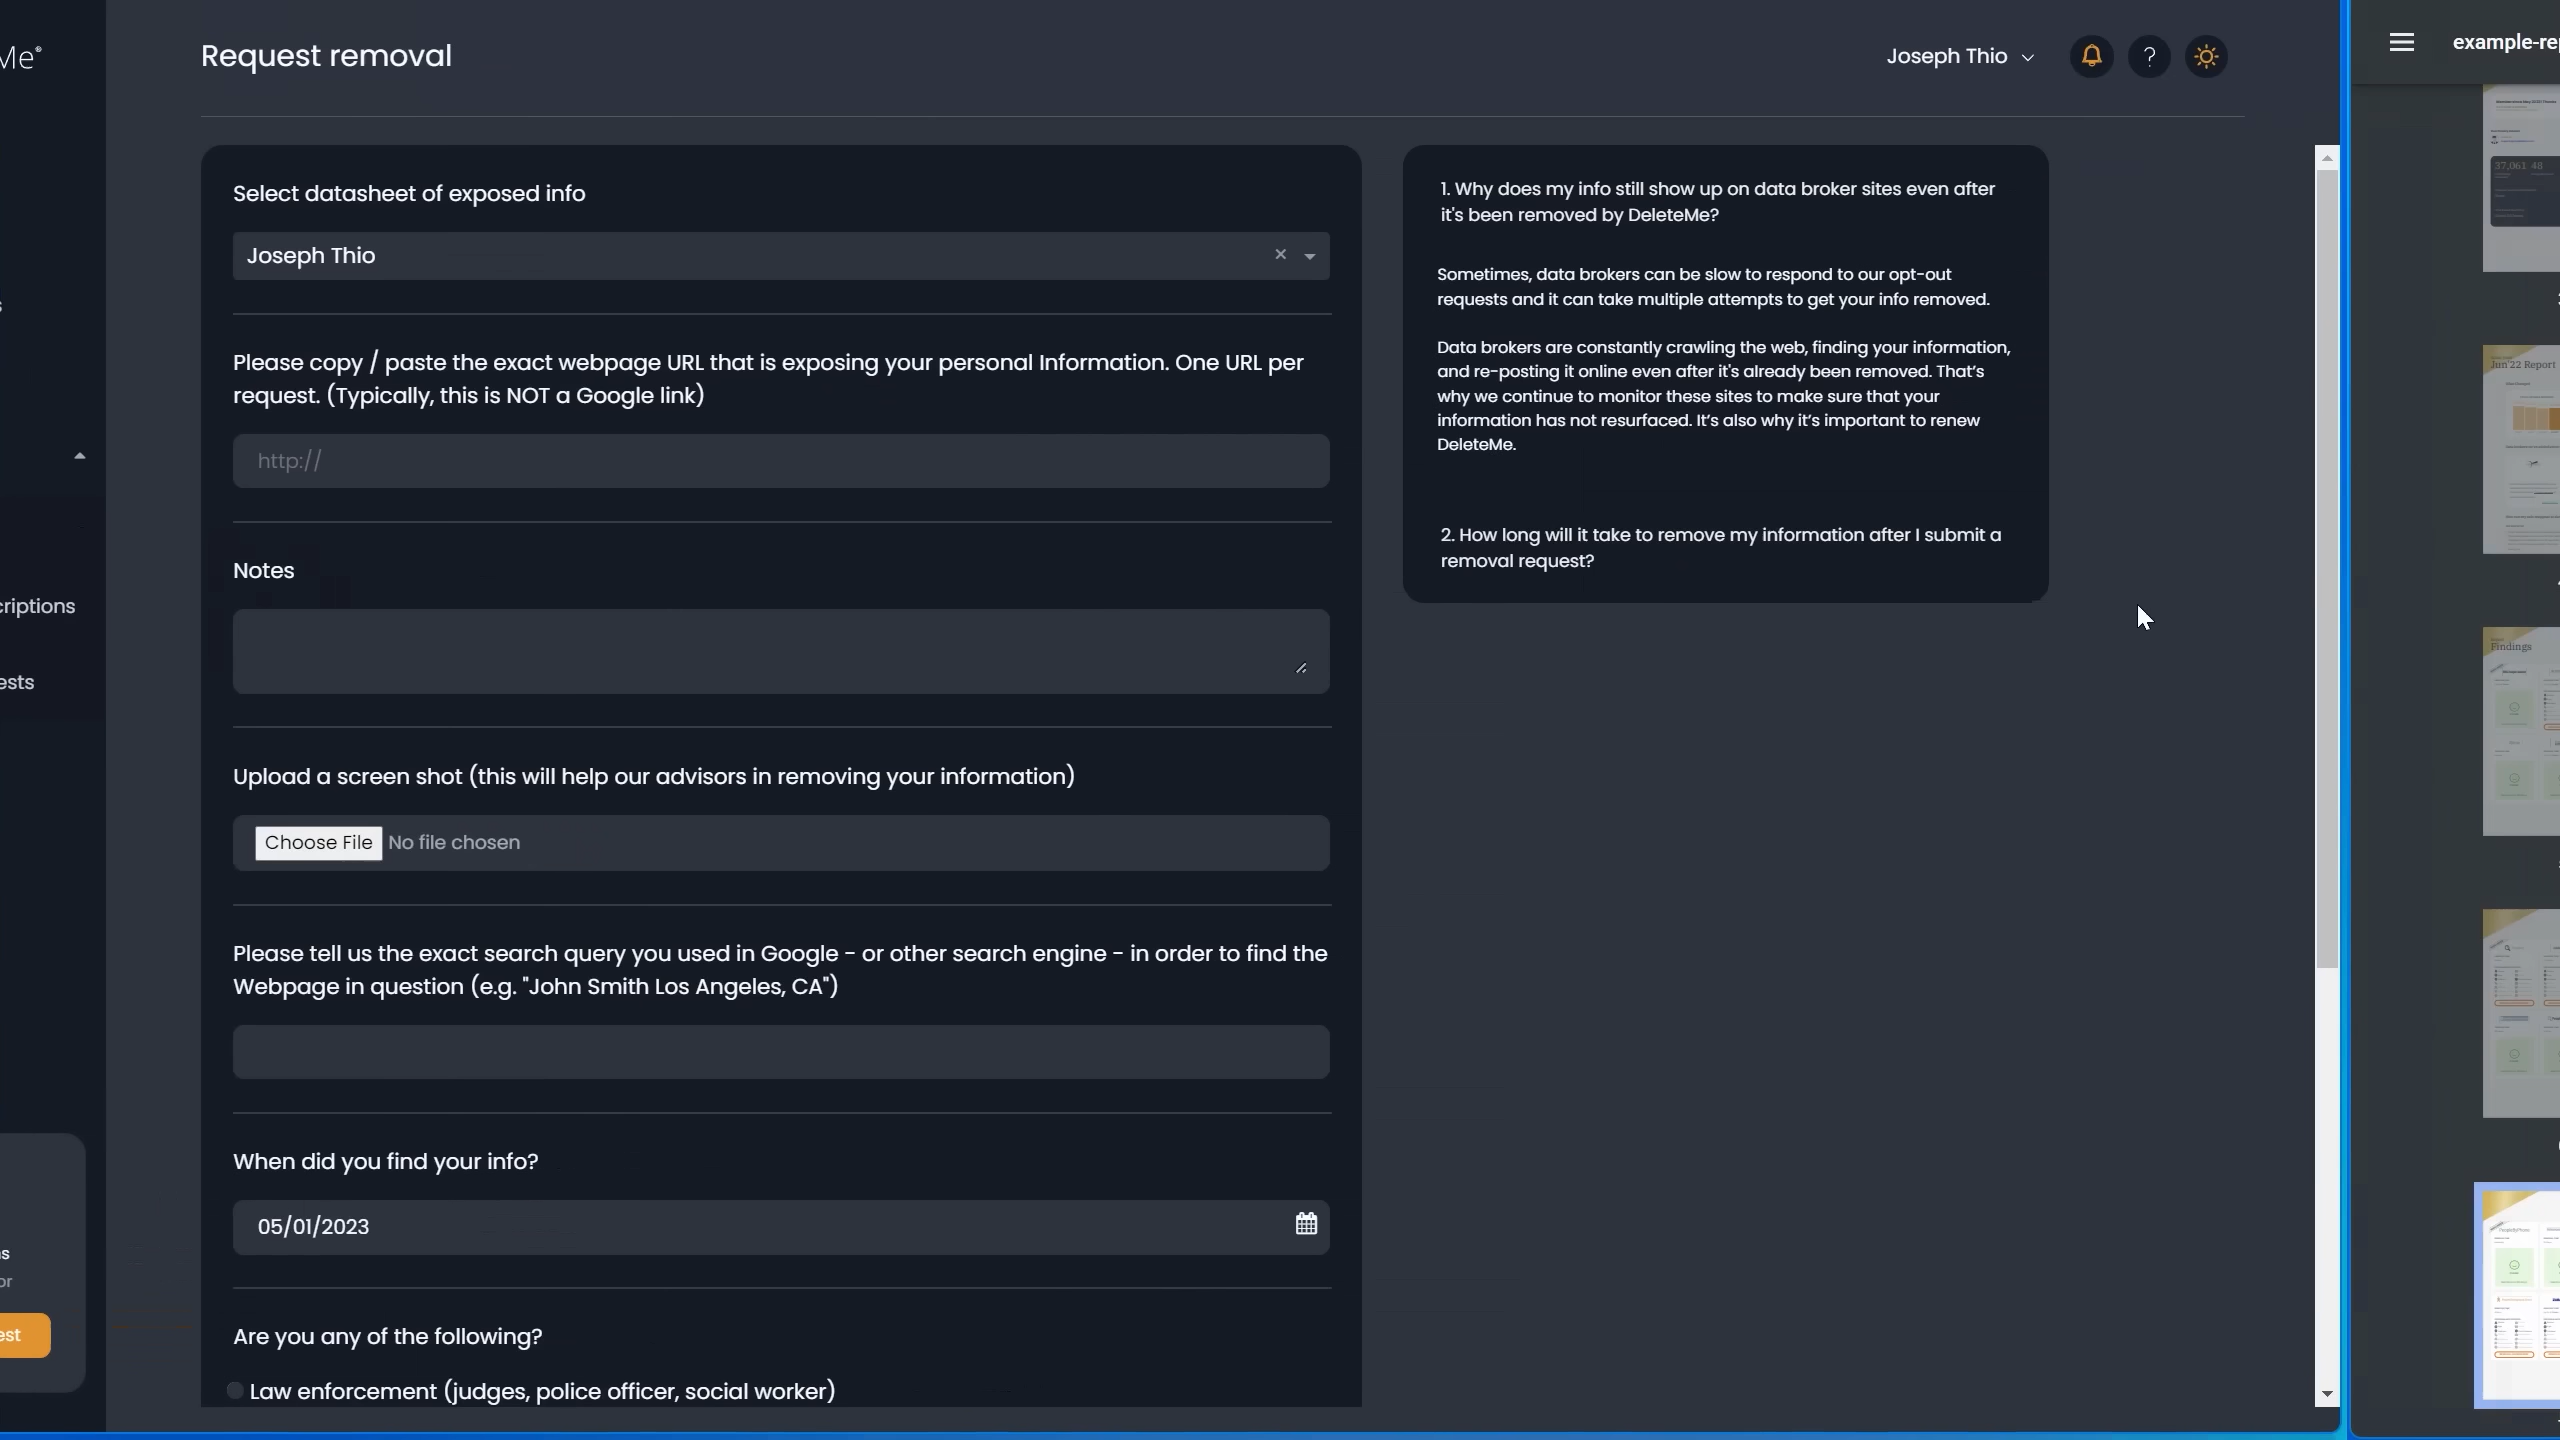 Me®
Request removal
Joseph Thio
?
example-rep
Select datasheet of exposed info
Joseph Thio
Please copy / paste the exact webpage URL that is exposing your personal Information. One URL per
request. (Typically, this is NOT a Google link)
http://
Notes
Upload a screen shot (this will help our advisors in removing your information)
Choose File No file chosen
Please tell us the exact search query you used in Google - or other search engine - in order to find the
Webpage in question (e.g. "John Smith Los Angeles, CA")
When did you find your info?
05/01/2023
Are you any of the following?
Law enforcement (judges, police officer, social worker)
1. Why does my info still show up on data broker sites even after
it's been removed by DeleteMe?
Sometimes, data brokers can be slow to respond to our opt-out
requests and it can take multiple attempts to get your info removed.
Data brokers are constantly crawling the web, finding your information,
and re-posting it online even after it's already been removed. That's
why we continue to monitor these sites to make sure that your
information has not resurfaced. It's also why it's important to renew
DeleteMe.
2. How long will it take to remove my information after I submit a
removal request?
criptions
ests
or
est
37,061 48
Jun'22 Report
Findings